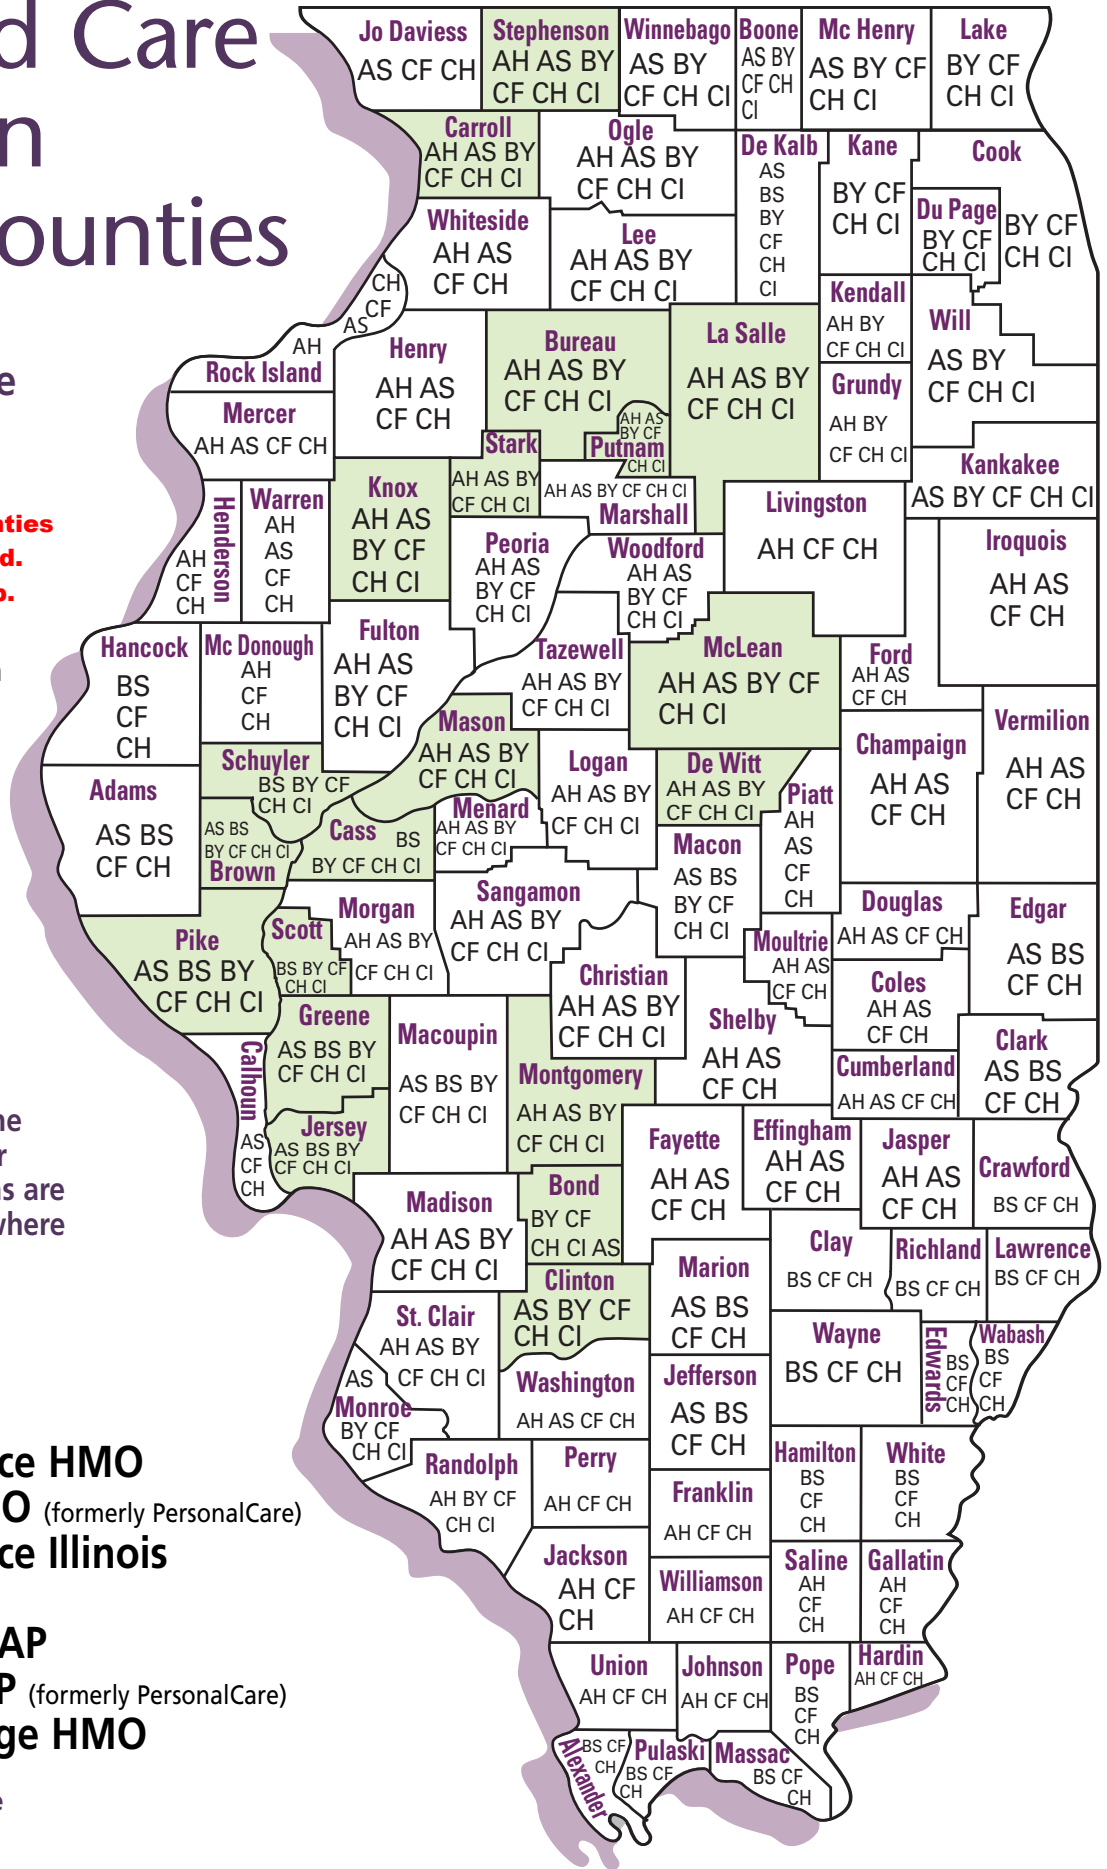 d Care
n
ounties
e
nties
d.
o.
n
ne
r
ns are
where
ce HMO
O (formerly PersonalCare)
ce Illinois
AP
P (formerly PersonalCare)
ge HMO
e
Jo Daviess
AS CF CH
Stephenson
AH AS BY
CF CH CI
Winnebago
AS BY
CF CH CI
Boone
AS BY
CF CH
CI
Mc Henry
AS BY CF
CH CI
Lake
BY CF
CH CI
Carroll
AH AS BY
CF CH CI
Ogle
AH AS BY
CF CH CI
De Kalb
AS
BS
BY
CF
CH
CI
Kane
BY CF
CH CI
Cook
BY CF
CH CI
Du Page
BY CF
CH CI
Whiteside
AH AS
CF CH
Lee
AH AS BY
CF CH CI
Kendall
AH BY
CF CH CI
Will
AS BY
CF CH CI
CH
CF
AS
AH
Rock Island
Henry
AH AS
CF CH
Bureau
AH AS BY
CF CH CI
La Salle
AH AS BY
CF CH CI
Grundy
AH BY
CF CH CI
Mercer
AH AS CF CH
Stark
AH AS BY
CF CH CI
AH AS
BY CF
Putnam
CH CI
Kankakee
AS BY CF CH CI
Henderson
AH
CF
CH
Warren
AH
AS
CF
CH
Knox
AH AS
BY CF
CH CI
AH AS BY CF CH CI
Marshall
Livingston
AH CF CH
Iroquois
AH AS
CF CH
Peoria
AH AS
BY CF
CH CI
Woodford
AH AS
BY CF
CH CI
Hancock
BS
CF
CH
Mc Donough
AH
CF
CH
Fulton
AH AS
BY CF
CH CI
Tazewell
AH AS BY
CF CH CI
McLean
AH AS BY CF
CH CI
Ford
AH AS
CF CH
Vermilion
AH AS
CF CH
Mason
AH AS BY
CF CH CI
Champaign
AH AS
CF CH
Schuyler
BS BY CF
CH CI
Logan
AH AS BY
CF CH CI
De Witt
AH AS BY
CF CH CI
Piatt
AH
AS
CF
CH
Adams
AS BS
CF CH
AS BS
BY CF CH CI
Brown
Cass
BS
BY CF CH CI
Menard
AH AS BY
CF CH CI
Macon
AS BS
BY CF
CH CI
Sangamon
AH AS BY
CF CH CI
Douglas
AH AS CF CH
Edgar
AS BS
CF CH
Pike
AS BS BY
CF CH CI
Scott
BS BY CF
CH CI
Morgan
AH AS BY
CF CH CI
Moultrie
AH AS
CF CH
Christian
AH AS BY
CF CH CI
Coles
AH AS
CF CH
Greene
AS BS BY
CF CH CI
Macoupin
AS BS BY
CF CH CI
Shelby
AH AS
CF CH
Clark
AS BS
CF CH
Calhoun
AS
CF
CH
Montgomery
AH AS BY
CF CH CI
Cumberland
AH AS CF CH
Jersey
AS BS BY
CF CH CI
Fayette
AH AS
CF CH
Effingham
AH AS
CF CH
Jasper
AH AS
CF CH
Crawford
BS CF CH
Madison
AH AS BY
CF CH CI
Bond
BY CF
CH CI AS
Clay
BS CF CH
Richland
BS CF CH
Lawrence
BS CF CH
Clinton
AS BY CF
CH CI
Marion
AS BS
CF CH
St. Clair
AH AS BY
CF CH CI
Wayne
BS CF CH
Edwards
BS
CF
CH
Wabash
BS
CF
CH
Washington
AH AS CF CH
Jefferson
AS BS
CF CH
AS
Monroe
BY CF
CH CI
Randolph
AH BY CF
CH CI
Perry
AH CF CH
Hamilton
BS
CF
CH
White
BS
CF
CH
Franklin
AH CF CH
Jackson
AH CF
CH
Williamson
AH CF CH
Saline
AH
CF
CH
Gallatin
AH
CF
CH
Union
AH CF CH
Johnson
AH CF CH
Pope
BS
CF
CH
Hardin
AH CF CH
Alexander
BS CF
CH
Pulaski
BS CF
CH
Massac
BS CF
CH